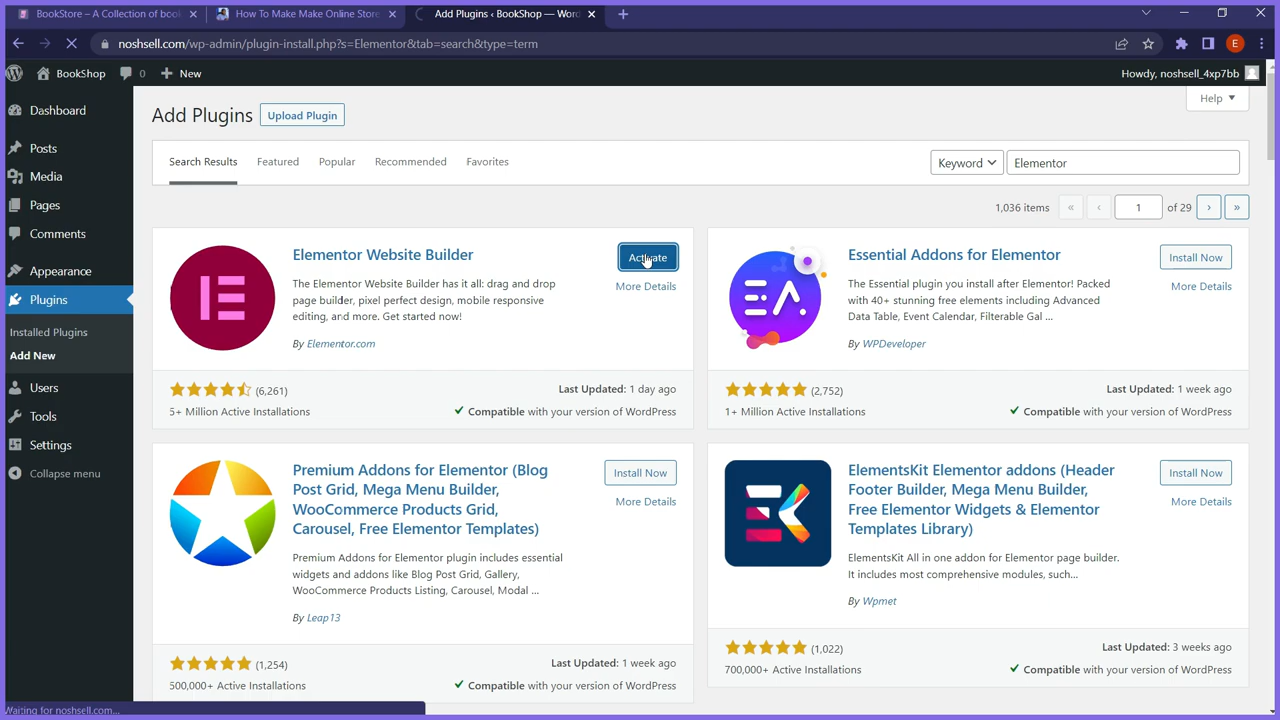 BookStore – A Collection of book
How To Make Make Online Store
Add Plugins ‹ BookShop — Wor
noshsell.com/wp-admin/plugin-install.php?s=Elementor&tab=search&type=term
E
BookShop
0
New
Howdy, noshsell_4xp7bb
Dashboard
Posts
Media
Pages
Comments
Appearance
Plugins
Installed Plugins
Add New
Users
Tools
Settings
Collapse menu
Add Plugins
Upload Plugin
Help
Search Results
Featured
Popular
Recommended
Favorites
Keyword
Elementor
1,036 items
«
‹
1
of 29
›
»
Elementor Website Builder
Activate
More Details
The Elementor Website Builder has it all: drag and drop
page builder, pixel perfect design, mobile responsive
editing, and more. Get started now!
By Elementor.com
(6,261)
5+ Million Active Installations
Last Updated: 1 day ago
Compatible with your version of WordPress
Essential Addons for Elementor
Install Now
More Details
The Essential plugin you install after Elementor! Packed
with 40+ stunning free elements including Advanced
Data Table, Event Calendar, Filterable Gal ...
By WPDeveloper
(2,752)
1+ Million Active Installations
Last Updated: 1 week ago
Compatible with your version of WordPress
Premium Addons for Elementor (Blog
Post Grid, Mega Menu Builder,
WooCommerce Products Grid,
Carousel, Free Elementor Templates)
Install Now
More Details
Premium Addons for Elementor plugin includes essential
widgets and addons like Blog Post Grid, Gallery,
WooCommerce Products Listing, Carousel, Modal ...
By Leap13
(1,254)
500,000+ Active Installations
Last Updated: 1 week ago
Compatible with your version of WordPress
ElementsKit Elementor addons (Header
Footer Builder, Mega Menu Builder,
Free Elementor Widgets & Elementor
Templates Library)
Install Now
More Details
ElementsKit All in one addon for Elementor page builder.
It includes most comprehensive modules, such...
By Wpmet
(1,022)
700,000+ Active Installations
Last Updated: 3 weeks ago
Compatible with your version of WordPress
Waiting for noshsell.com...